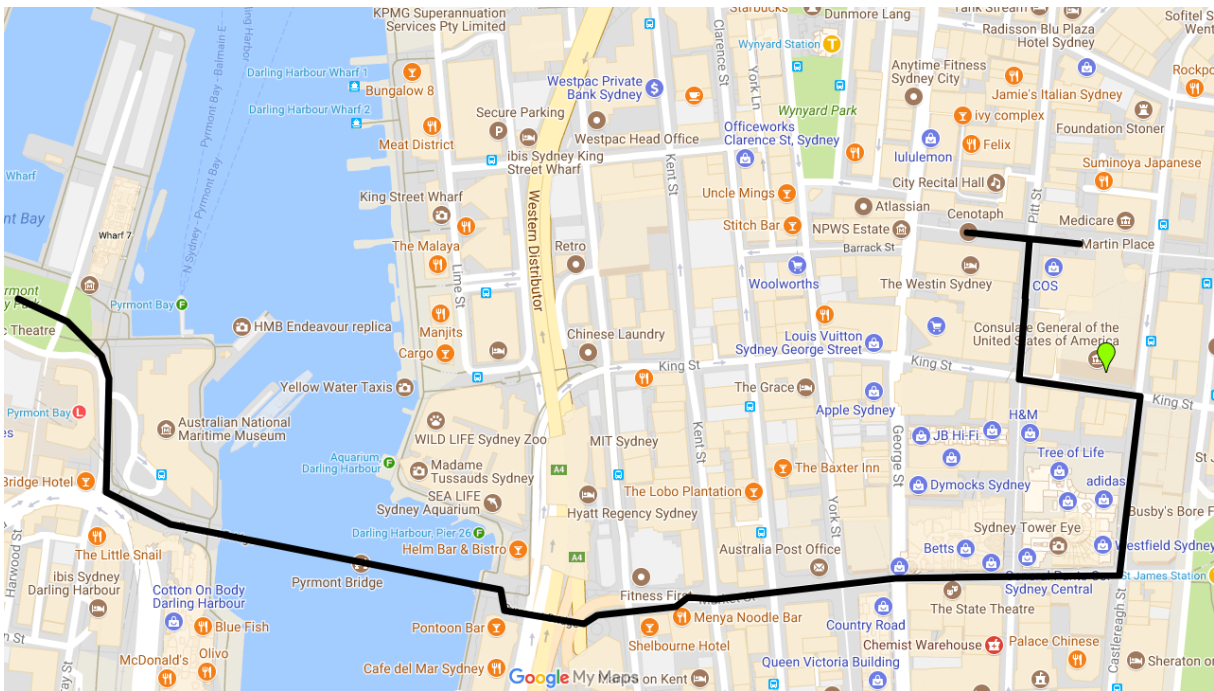 KPMG Superannuation
Services Pty Limited
Starbucks
Dunmore Lang
Tank Stream
Radisson Blu Plaza
Hotel Sydney
Sofitel S
Went
Clarence St
York Ln
Wynyard Station
T
Darling Harbour Wharf 1
Darling Harbour Wharf 2
Bungalow 8
Westpac Private
Bank Sydney
Anytime Fitness
Sydney City
Rockpo
Jamie's Italian Sydney
Pyrmont Bay - Balmain E
Secure Parking
P
Meat District
Westpac Head Office
Wynyard Park
ivy complex
Foundation Stoner
Officeworks
Clarence St, Sydney
Felix
lululemon
ibis Sydney King
Street Wharf
Suminoya Japanese
Wharf
Kent St
City Recital Hall
Uncle Mings
Pitt St
King Street Wharf
Atlassian
Cenotaph
Medicare
nt Bay
Wharf 7
Western Distributor
Stitch Bar
NPWS Estate
Martin Place
The Malaya
Retro
Barrack St
N Sydney - Pyrmont Bay
Lime St
Woolworths
The Westin Sydney
COS
Pyrmont Bay
F
HMB Endeavour replica
Manjits
Chinese Laundry
Consulate General of the
United States of America
c Theatre
Louis Vuitton
Sydney George Street
Cargo
King St
King St
Yellow Water Taxis
The Grace
King St
Pyrmont Bay
L
Apple Sydney
H&M
Australian National
Maritime Museum
WILD LIFE Sydney Zoo
MIT Sydney
Kent St
George St
JB Hi-Fi
Tree of Life
Aquarium,
Darling Harbour
F
Madame
Tussauds Sydney
A4
The Baxter Inn
Bridge Hotel
Dymocks Sydney
adidas
SEA LIFE
Sydney Aquarium
The Lobo Plantation
Hyatt Regency Sydney
York St
Busby's Bore F
Sydney Tower Eye
Harwood St
Darling Harbour, Pier 26
F
Helm Bar & Bistro
A4
Australia Post Office
Betts
Westfield Sydney
The Little Snail
Pyrmont Bridge
ibis Sydney
Darling Harbour
Cotton On Body
Darling Harbour
Fitness First
Market St
Sydney Central
St James Station
The State Theatre
Blue Fish
Pontoon Bar
Menya Noodle Bar
Country Road
Castlereagh St
Shelbourne Hotel
Chemist Warehouse
Palace Chinese
McDonald's
Olivo
Cafe del Mar Sydney
Google My Maps
on Kent
Queen Victoria Building
Sheraton o